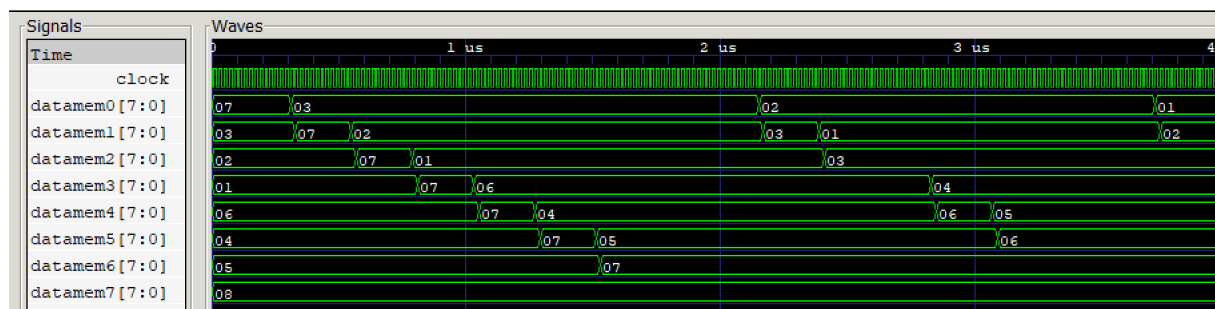 Signals Waves
Time 0 1 us 2 us 3 us 4
clock
datamem0[7:0] 07 03 02 01
datamem1[7:0] 03 07 02 03 01 02
datamem2[7:0] 02 07 01 03
datamem3[7:0] 01 07 06 04
datamem4[7:0] 06 07 04 06 05
datamem5[7:0] 04 07 05 06
datamem6[7:0] 05 07
datamem7[7:0] 08